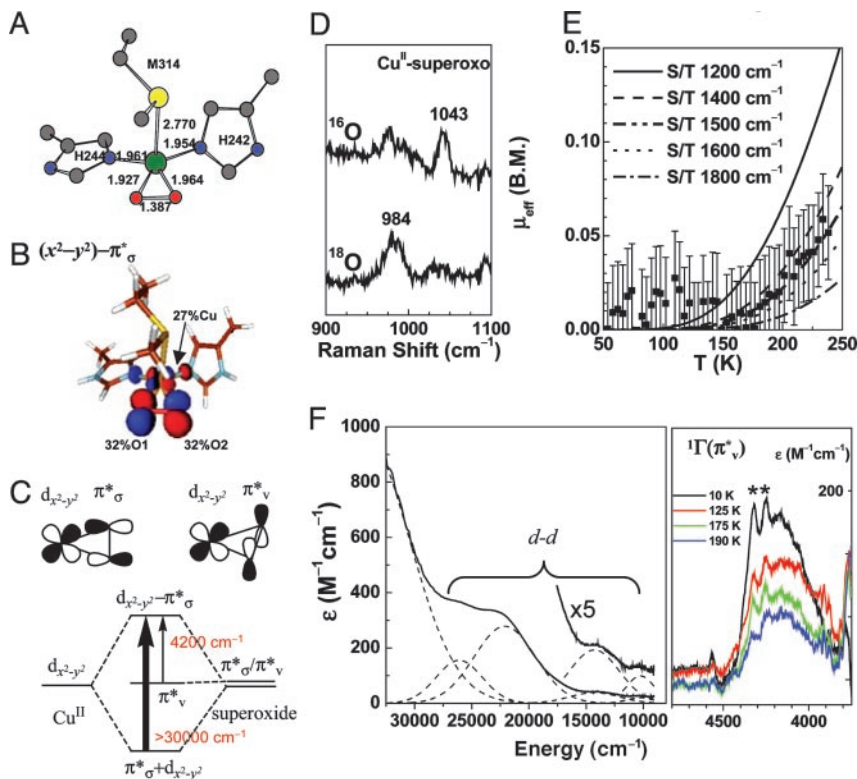 A
M314
2.770
1.954
H242
H244
1.961
1.927
1.964
1.387
B
(x²–y²)–π*σ
27%Cu
32%O1 32%O2
C
dx²-y² π*σ dx²-y² π*v
dx²-y²–π*σ
4200 cm⁻¹
dx²-y²
π*σ/π*v
π*v
Cuᴵᴵ
superoxide
>30000 cm⁻¹
π*σ+dx²-y²
D
Cuᴵᴵ-superoxo
1043
¹⁶O
984
¹⁸O
900 1000 1100
Raman Shift (cm⁻¹)
E
0.15
0.10
0.05
0.00
μeff (B.M.)
S/T 1200 cm⁻¹
S/T 1400 cm⁻¹
S/T 1500 cm⁻¹
S/T 1600 cm⁻¹
S/T 1800 cm⁻¹
50 100 150 200 250
T (K)
F
1000
800
600
400
200
0
ε (M⁻¹cm⁻¹)
d-d
x5
30000 25000 20000 15000 10000
Energy (cm⁻¹)
¹Γ(π*v) ε (M⁻¹cm⁻¹)
** 200
10 K
125 K
175 K
190 K
4500 4000